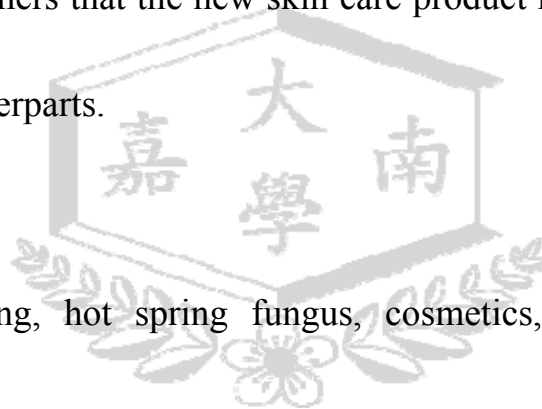 ners that the new skin care product
大
erparts.
嘉 南
學
ng, hot spring fungus, cosmetics,